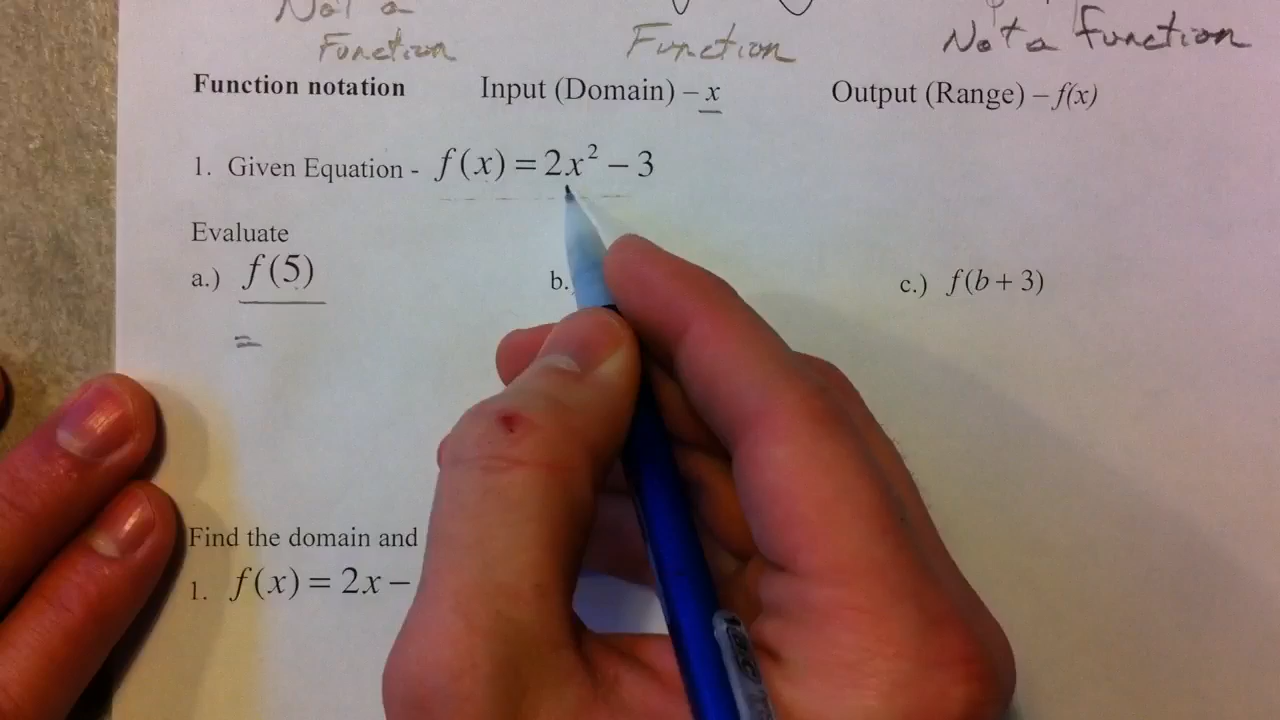 Not a
Function
Function
Not a function
Function notation Input (Domain) – x Output (Range) – f(x)
1. Given Equation - f(x) = 2x² − 3
Evaluate
a.) f(5) b. c.) f(b + 3)
=
Find the domain and
1. f(x) = 2x −